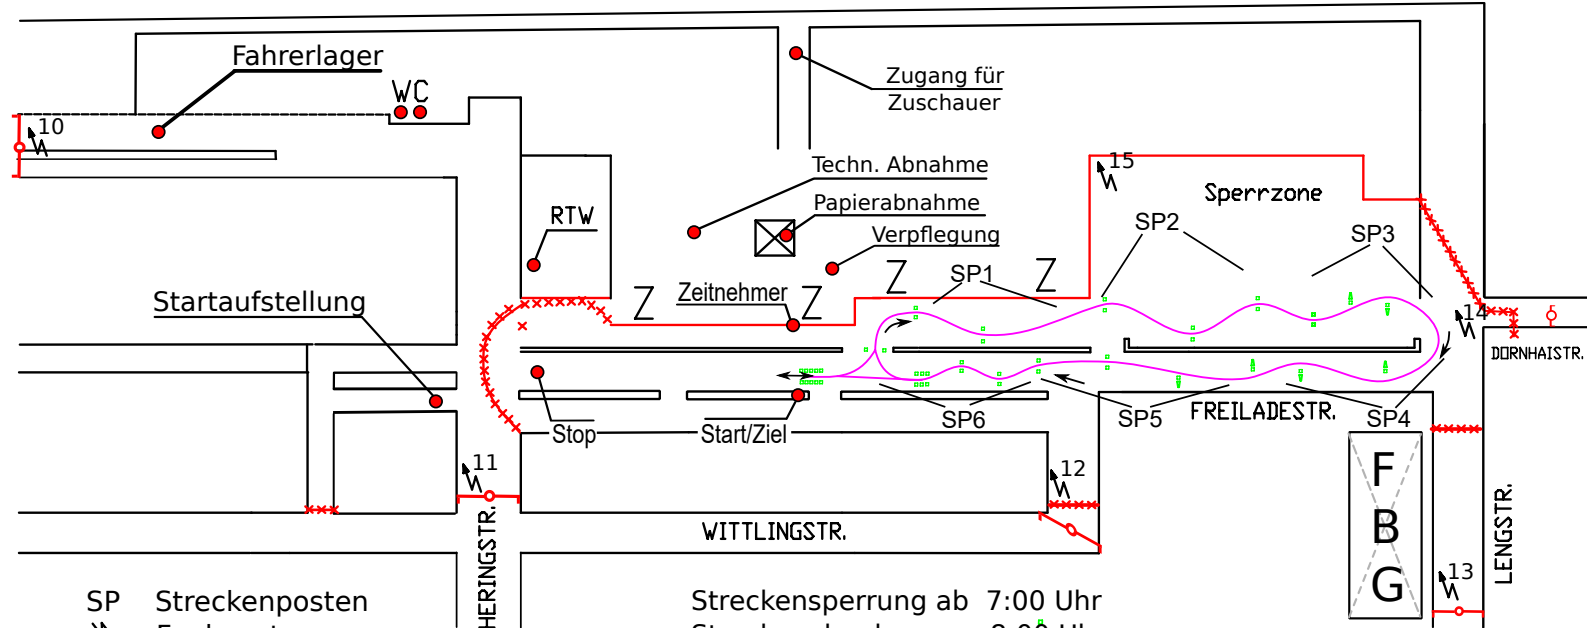 Fahrerlager
WC
10
Zugang für
Zuschauer
Techn. Abnahme
15
Sperrzone
Papierabnahme
RTW
SP2
SP3
Verpflegung
Z
Z
SP1
Z
Zeitnehmer
Z
Startaufstellung
14
DORNHAISTR.
FREILADESTR.
SP6
SP5
SP4
Stop
Start/Ziel
11
12
F
B
G
WITTLINGSTR.
HERINGSTR.
LENGSTR.
13
SP Streckenposten
Streckensperrung ab 7:00 Uhr